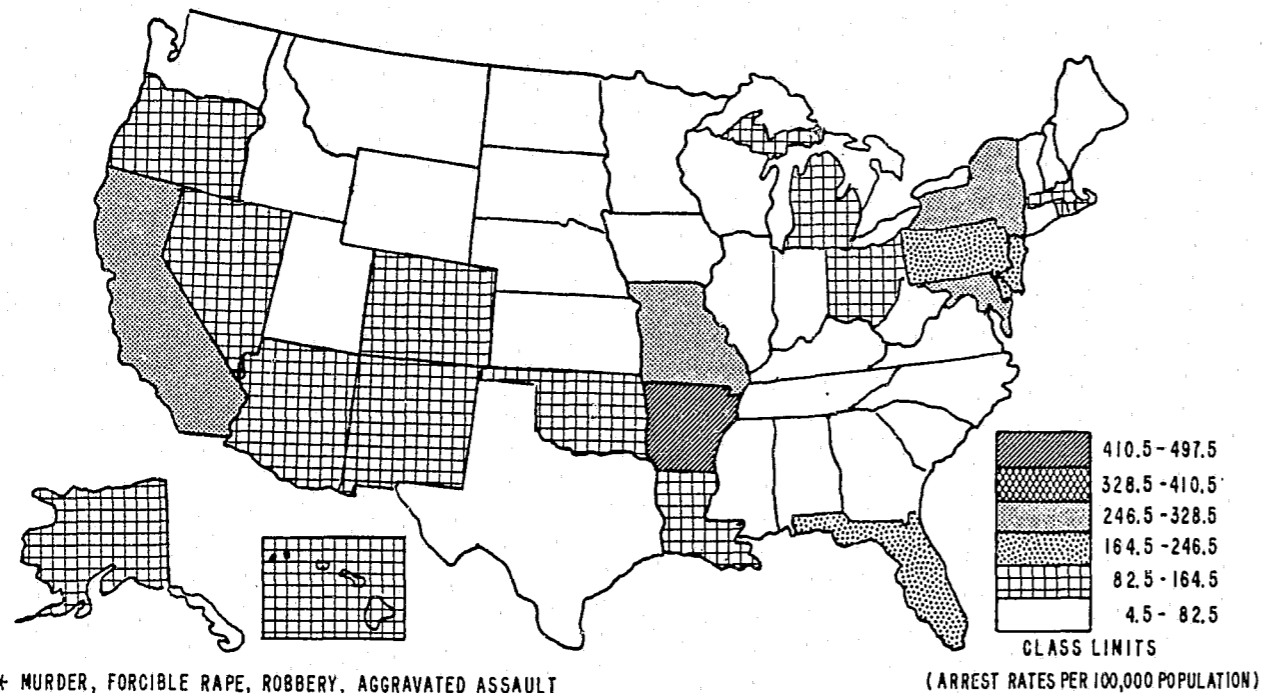 410.5 - 497.5
328.5 - 410.5
246.5 - 328.5
164.5 - 246.5
82.5 - 164.5
4.5 - 82.5
CLASS LIMITS
* MURDER, FORCIBLE RAPE, ROBBERY, AGGRAVATED ASSAULT
(ARREST RATES PER 100,000 POPULATION)